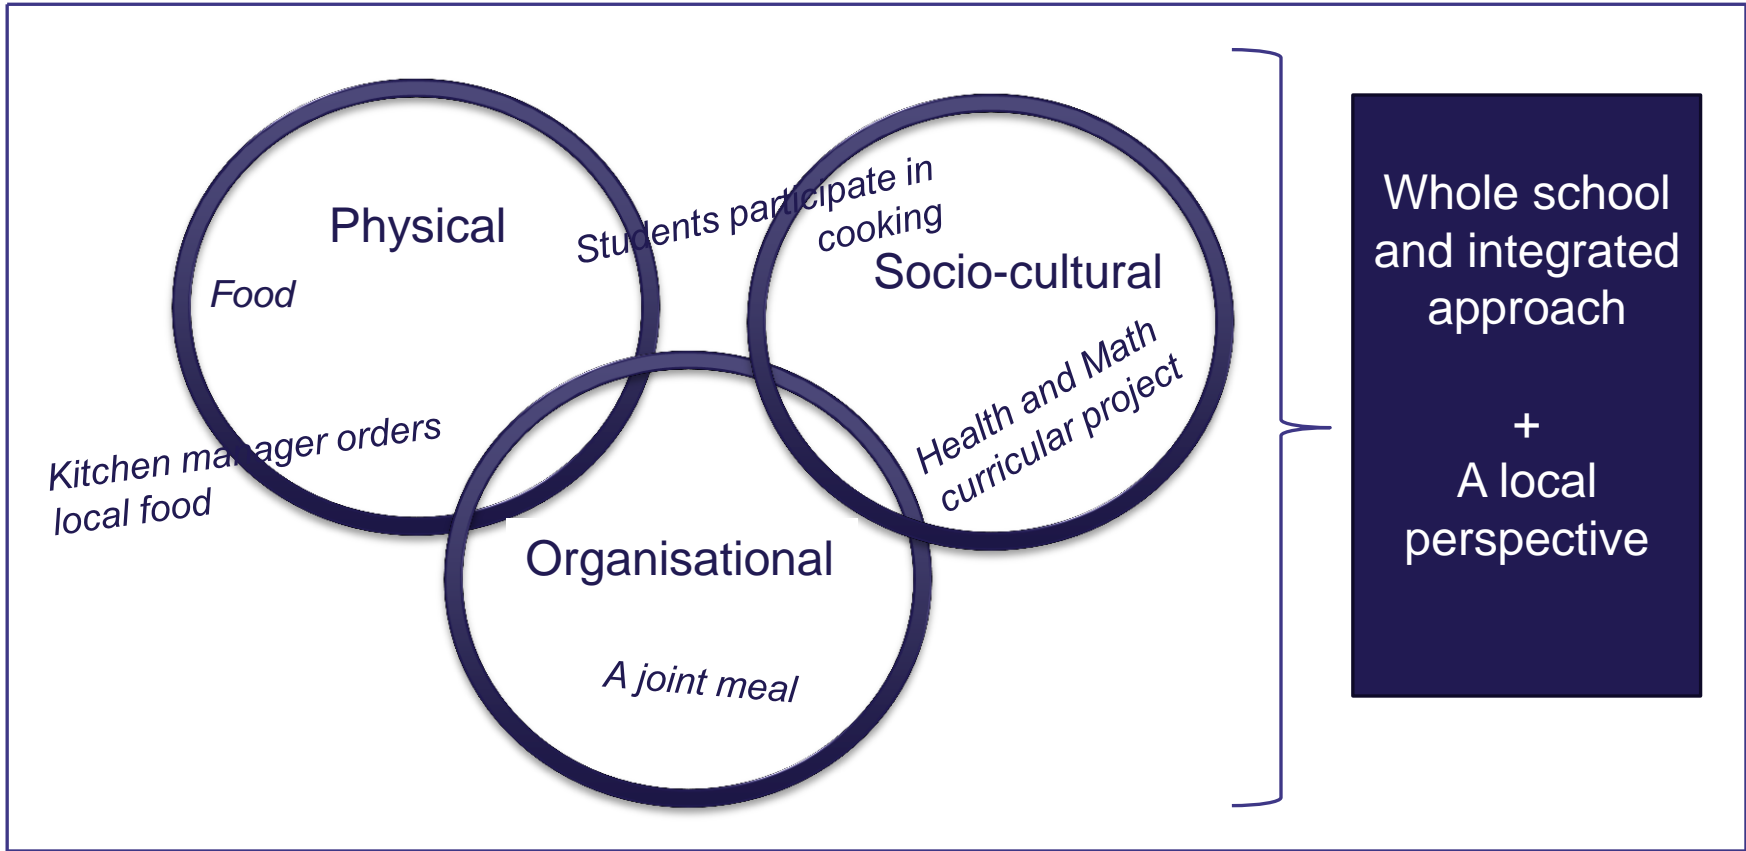 Physical
Food
Students participate in
cooking
Socio-cultural
Health and Math
curricular project
Kitchen manager orders
local food
Organisational
A joint meal
Whole school
and integrated
approach
+
A local
perspective